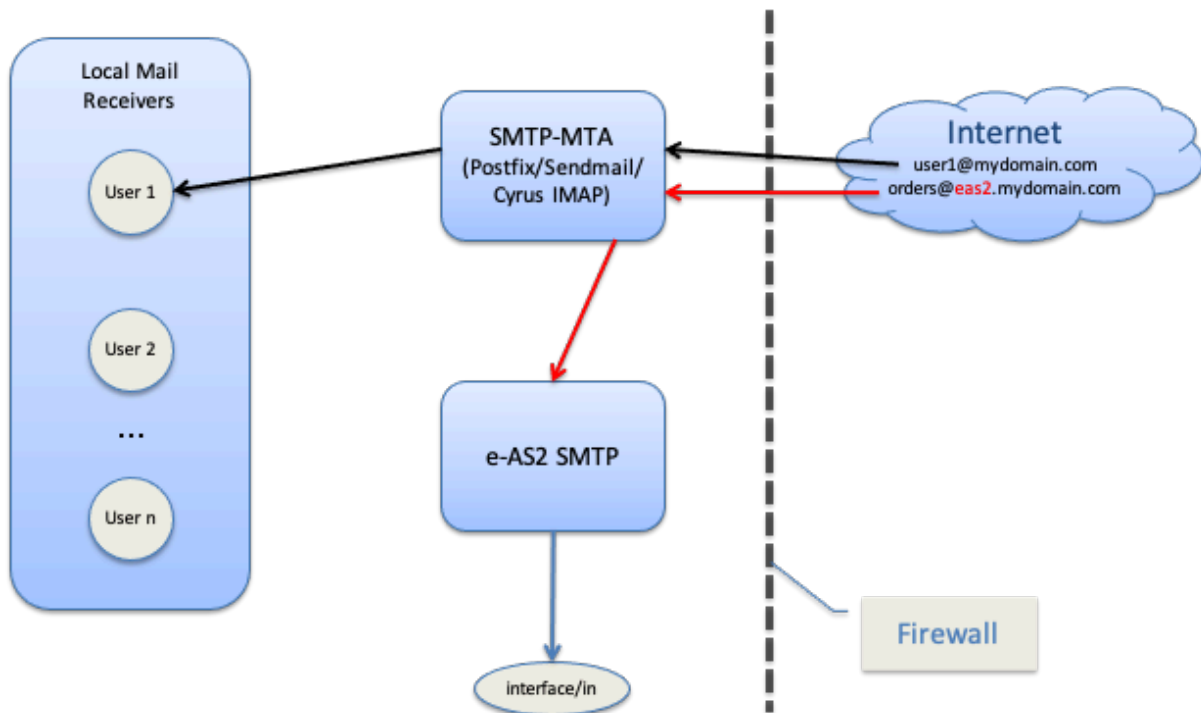 Local Mail
Receivers
User 1
User 2
...
User n
SMTP-MTA
(Postfix/Sendmail/
Cyrus IMAP)
e-AS2 SMTP
interface/in
Internet
user1@mydomain.com
orders@eas2.mydomain.com
Firewall